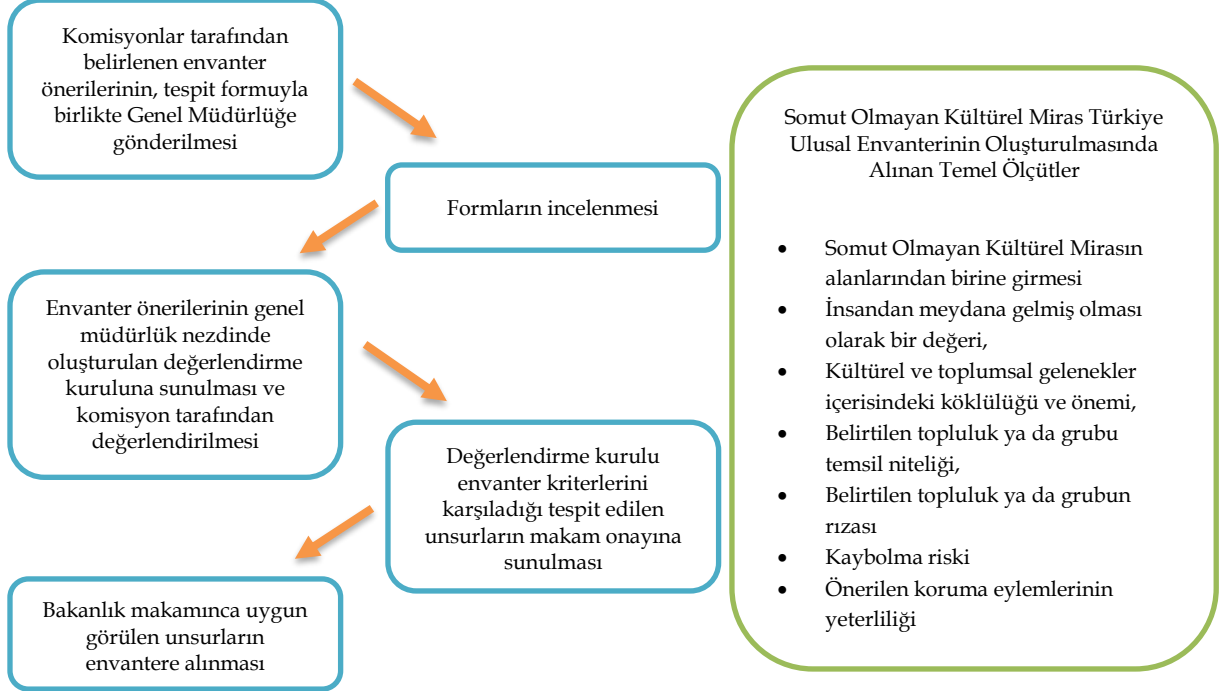 Komisyonlar tarafından
belirlenen envanter
önerilerinin, tespit formuyla
birlikte Genel Müdürlüğe
gönderilmesi
Formların incelenmesi
Envanter önerilerinin genel
müdürlük nezdinde
oluşturulan değerlendirme
kuruluna sunulması ve
komisyon tarafından
değerlendirilmesi
Değerlendirme kurulu
envanter kriterlerini
karşıladığı tespit edilen
unsurların makam onayına
sunulması
Bakanlık makamınca uygun
görülen unsurların
envantere alınması
Somut Olmayan Kültürel Miras Türkiye
Ulusal Envanterinin Oluşturulmasında
Alınan Temel Ölçütler
• Somut Olmayan Kültürel Mirasın
alanlarından birine girmesi
• İnsandan meydana gelmiş olması
olarak bir değeri,
• Kültürel ve toplumsal gelenekler
içerisindeki köklülüğü ve önemi,
• Belirtilen topluluk ya da grubu
temsil niteliği,
• Belirtilen topluluk ya da grubun
rızası
• Kaybolma riski
• Önerilen koruma eylemlerinin
yeterliliği